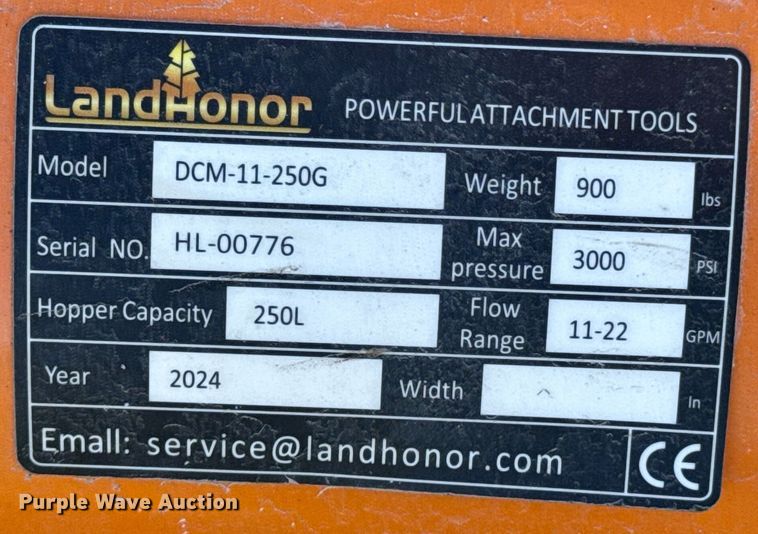 LandHonor POWERFUL ATTACHMENT TOOLS
Model DCM-11-250G Weight 900 lbs
Serial NO. HL-00776 Max pressure 3000 PSI
Hopper Capacity 250L Flow Range 11-22 GPM
Year 2024 Width In
Emall: service@landhonor.com CE
Purple Wave Auction